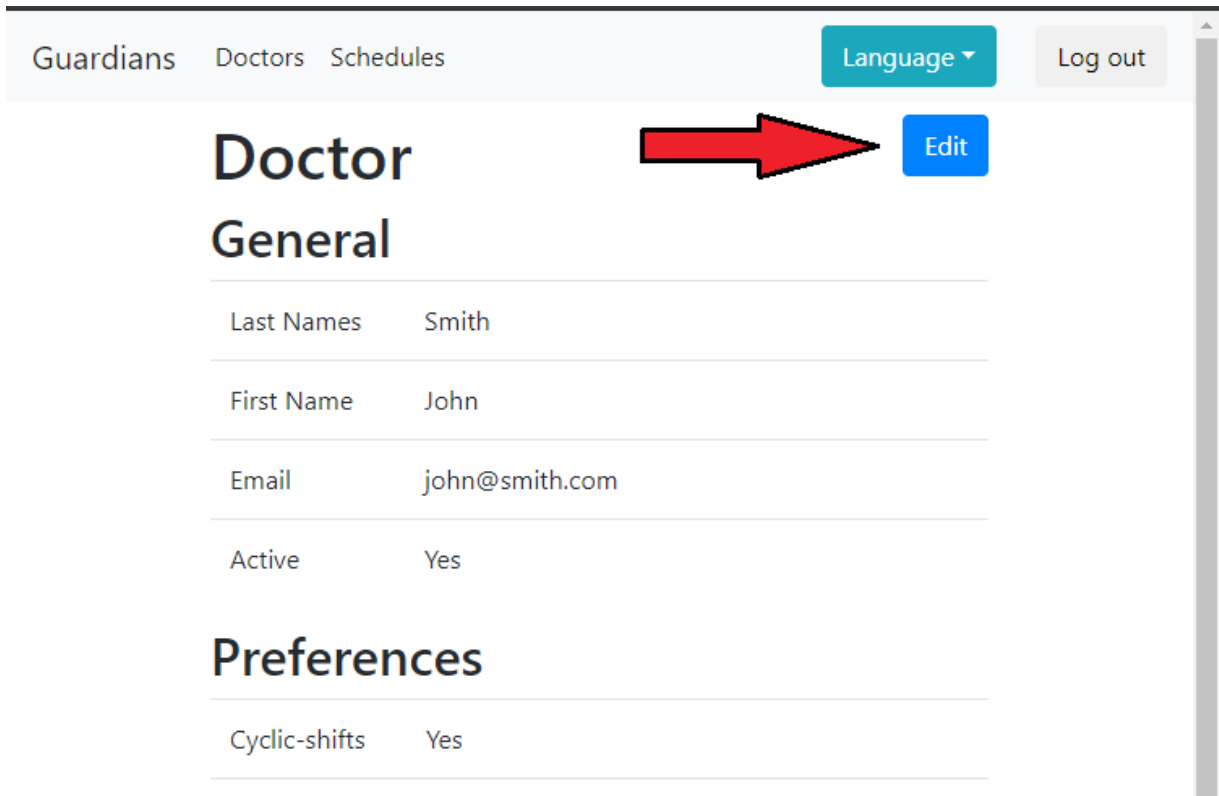 Guardians Doctors Schedules Language Log out
Doctor Edit
General
Last Names Smith
First Name John
Email john@smith.com
Active Yes
Preferences
Cyclic-shifts Yes